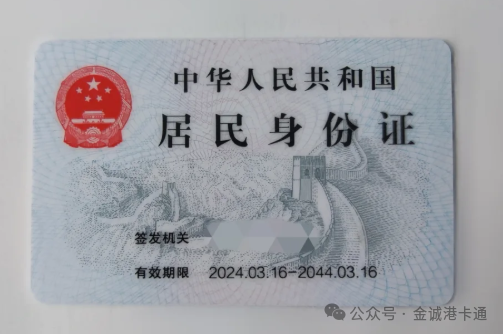 中华人民共和国
居民身份证
签发机关
有效期限 2024.03.16-2044.03.16
公众号·金诚港卡通